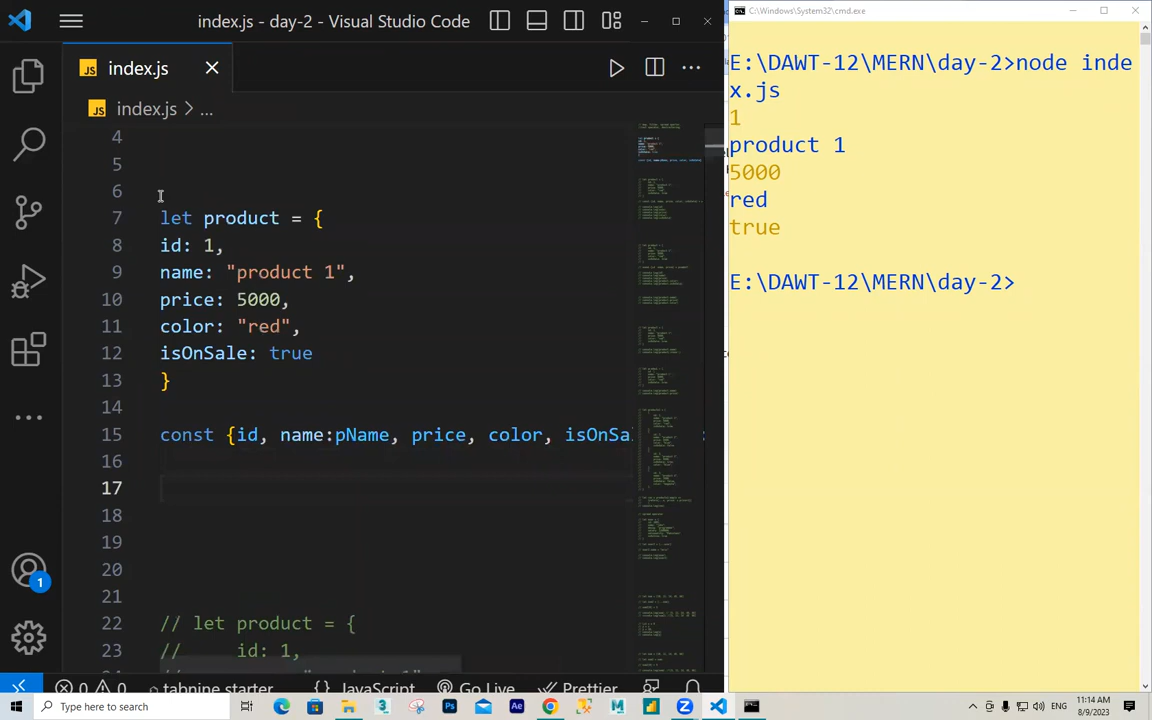 index.js - day-2 - Visual Studio Code
index.js
index.js > ...
4
5
6
7 let product = {
8 id: 1,
9 name: "product 1",
10 price: 5000,
11 color: "red",
12 isOnSale: true
13 }
14
15 const {id, name:pName, price, color, isOnSa
16
17
18
19
20
21
22 // let product = {
23 // id: 1,
1
0 0 tabnine starter {} JavaScript Go Live Prettier
C:\Windows\System32\cmd.exe
E:\DAWT-12\MERN\day-2>node inde
x.js
1
product 1
5000
red
true
E:\DAWT-12\MERN\day-2>
Type here to search
ENG
11:14 AM
8/9/2023